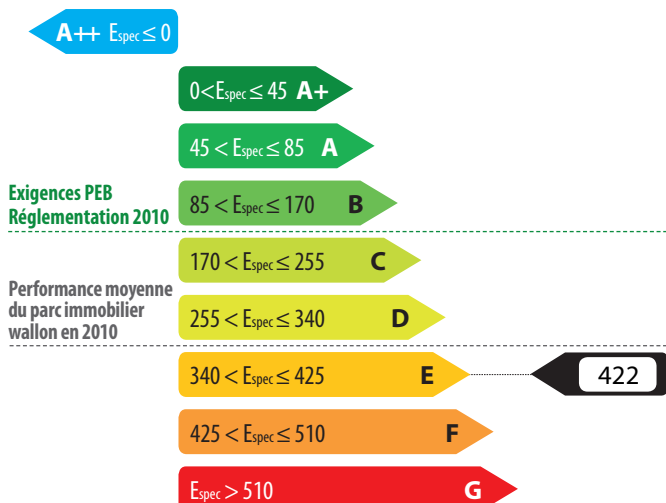 A++ Espec ≤ 0
0<Espec ≤ 45 A+
45 < Espec ≤ 85 A
Exigences PEB
Réglementation 2010
85 < Espec ≤ 170 B
170 < Espec ≤ 255 C
Performance moyenne
du parc immobilier
wallon en 2010
255 < Espec ≤ 340 D
340 < Espec ≤ 425 E
422
425 < Espec ≤ 510 F
Espec > 510 G